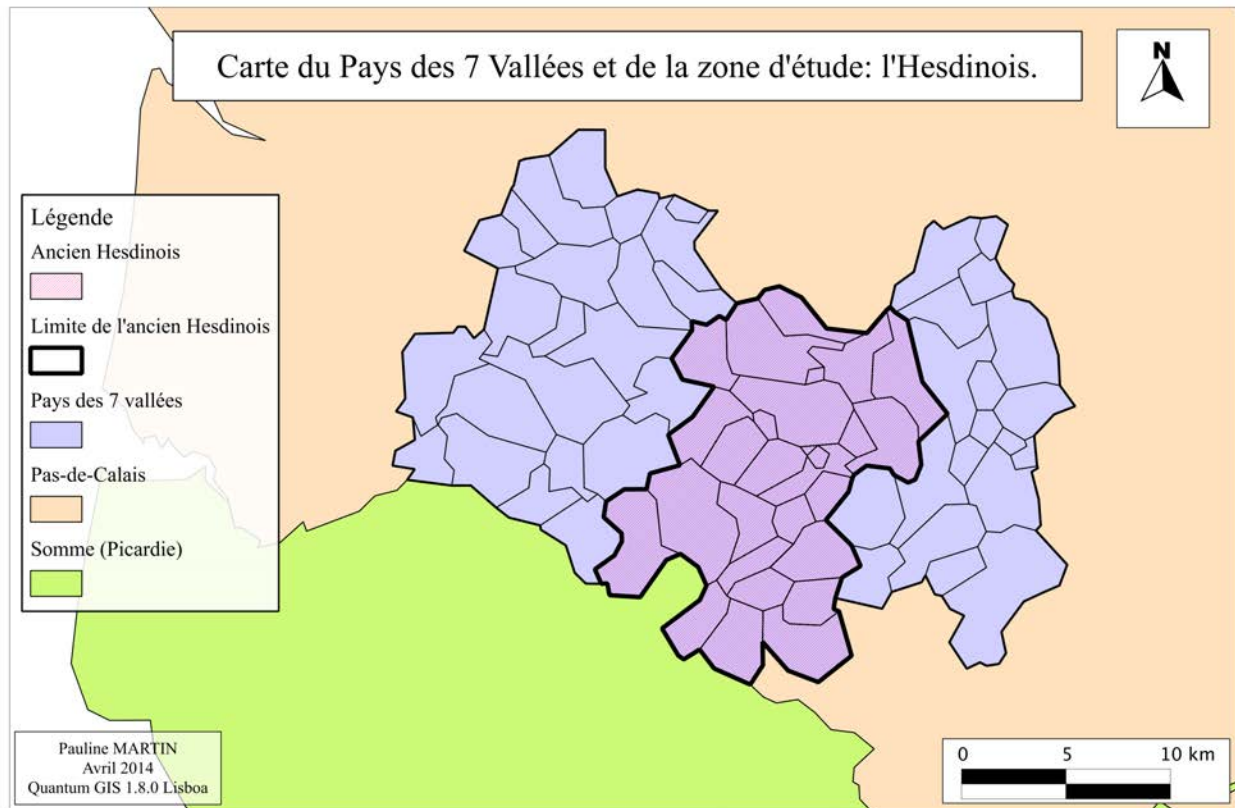 Carte du Pays des 7 Vallées et de la zone d'étude: l'Hesdinois.
N
Légende
Ancien Hesdinois
Limite de l'ancien Hesdinois
Pays des 7 vallées
Pas-de-Calais
Somme (Picardie)
Pauline MARTIN
Avril 2014
Quantum GIS 1.8.0 Lisboa
0 5 10 km